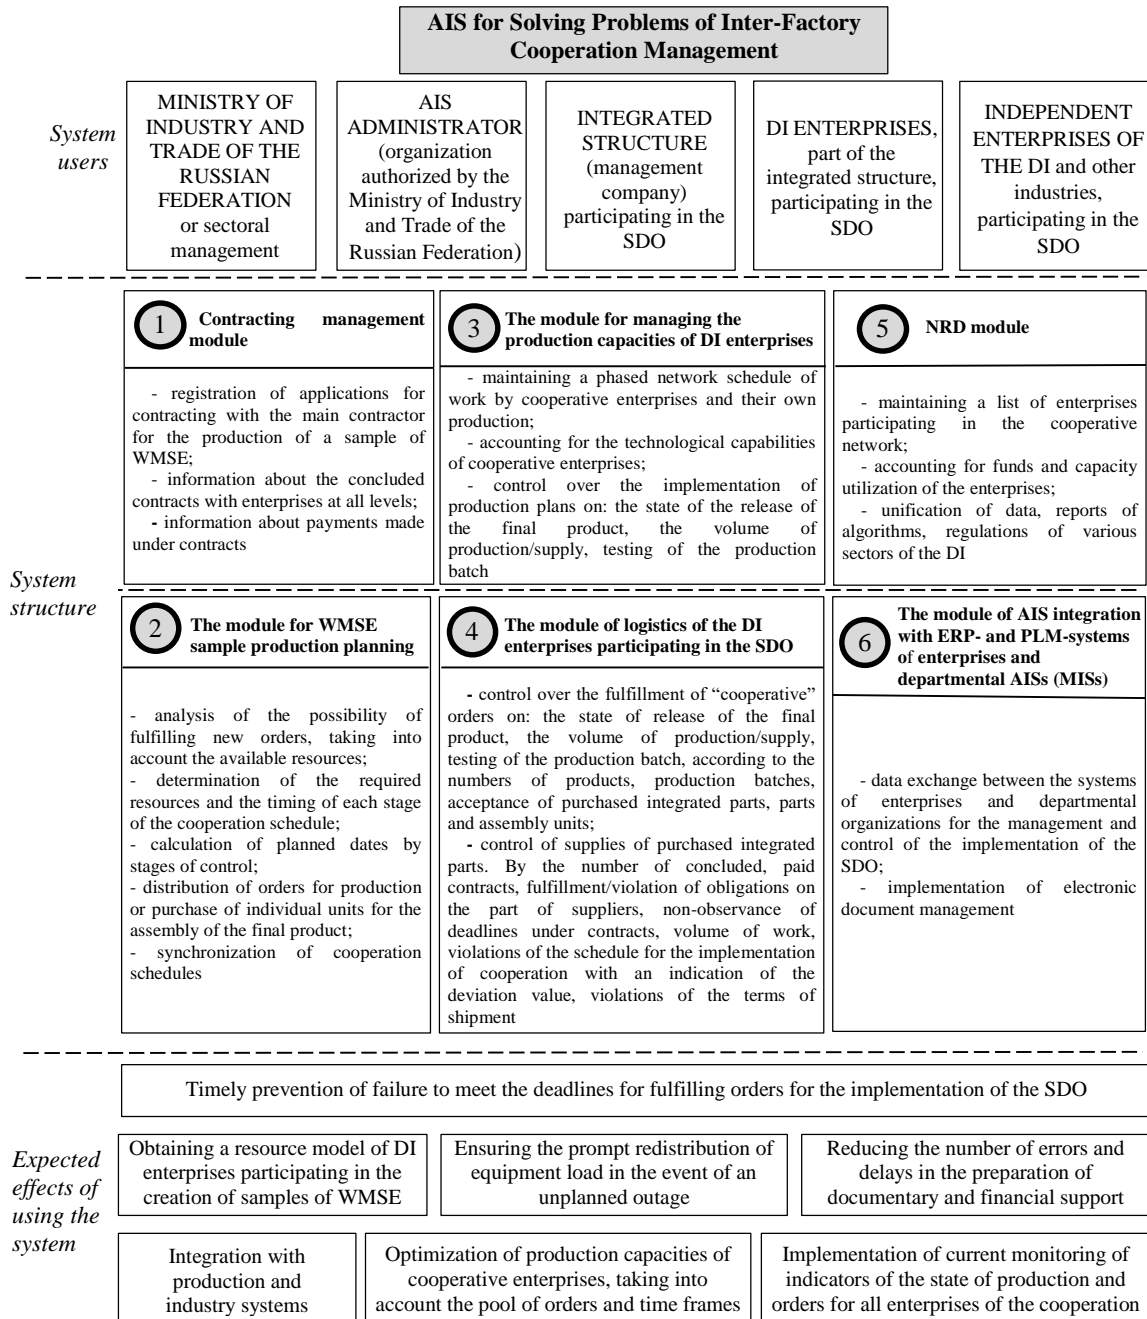 AIS for Solving Problems of Inter-Factory
Cooperation Management
System
users
MINISTRY OF
INDUSTRY AND
TRADE OF THE
RUSSIAN
FEDERATION
or sectoral
management
AIS
ADMINISTRATOR
(organization
authorized by the
Ministry of Industry
and Trade of the
Russian Federation)
INTEGRATED
STRUCTURE
(management
company)
participating in the
SDO
DI ENTERPRISES,
part of the
integrated structure,
participating in the
SDO
INDEPENDENT
ENTERPRISES OF
THE DI and other
industries,
participating in the
SDO
System
structure
1
Contracting management
module
- registration of applications for
contracting with the main contractor
for the production of a sample of
WMSE;
- information about the concluded
contracts with enterprises at all levels;
- information about payments made
under contracts
3
The module for managing the
production capacities of DI enterprises
- maintaining a phased network schedule of
work by cooperative enterprises and their own
production;
- accounting for the technological capabilities
of cooperative enterprises;
- control over the implementation of
production plans on: the state of the release of
the final product, the volume of
production/supply, testing of the production
batch
5
NRD module
- maintaining a list of enterprises
participating in the cooperative
network;
- accounting for funds and capacity
utilization of the enterprises;
- unification of data, reports of
algorithms, regulations of various
sectors of the DI
2
The module for WMSE
sample production planning
- analysis of the possibility of
fulfilling new orders, taking into
account the available resources;
- determination of the required
resources and the timing of each stage
of the cooperation schedule;
- calculation of planned dates by
stages of control;
- distribution of orders for production
or purchase of individual units for the
assembly of the final product;
- synchronization of cooperation
schedules
4
The module of logistics of the DI
enterprises participating in the SDO
- control over the fulfillment of “cooperative”
orders on: the state of release of the final
product, the volume of production/supply,
testing of the production batch, according to the
numbers of products, production batches,
acceptance of purchased integrated parts, parts
and assembly units;
- control of supplies of purchased integrated
parts. By the number of concluded, paid
contracts, fulfillment/violation of obligations on
the part of suppliers, non-observance of
deadlines under contracts, volume of work,
violations of the schedule for the implementation
of cooperation with an indication of the
deviation value, violations of the terms of
shipment
6
The module of AIS integration
with ERP- and PLM-systems
of enterprises and
departmental AISs (MISs)
- data exchange between the systems
of enterprises and departmental
organizations for the management and
control of the implementation of the
SDO;
- implementation of electronic
document management
Expected
effects of
using the
system
Timely prevention of failure to meet the deadlines for fulfilling orders for the implementation of the SDO
Obtaining a resource model of DI
enterprises participating in the
creation of samples of WMSE
Ensuring the prompt redistribution of
equipment load in the event of an
unplanned outage
Reducing the number of errors and
delays in the preparation of
documentary and financial support
Integration with
production and
industry systems
Optimization of production capacities of
cooperative enterprises, taking into
account the pool of orders and time frames
Implementation of current monitoring of
indicators of the state of production and
orders for all enterprises of the cooperation